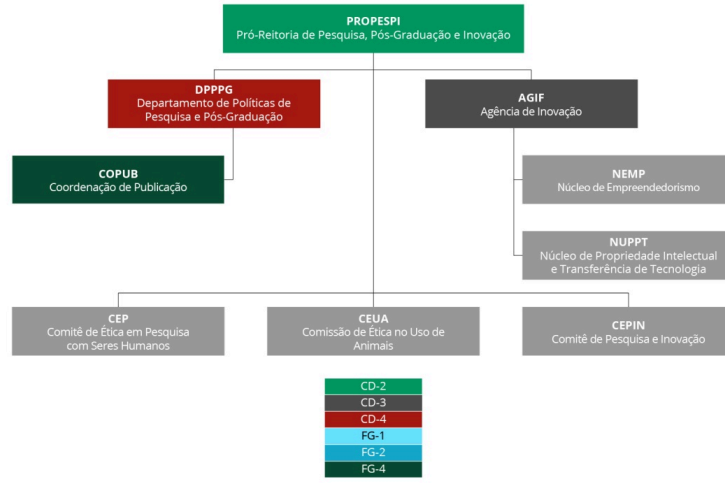 PROPESPI
Pró-Reitoria de Pesquisa, Pós-Graduação e Inovação
DPPPG
Departamento de Políticas de
Pesquisa e Pós-Graduação
AGIF
Agência de Inovação
COPUB
Coordenação de Publicação
NEMP
Núcleo de Empreendedorismo
NUPPT
Núcleo de Propriedade Intelectual
e Transferência de Tecnologia
CEP
Comitê de Ética em Pesquisa
com Seres Humanos
CEUA
Comissão de Ética no Uso de
Animais
CEPIN
Comitê de Pesquisa e Inovação
CD-2
CD-3
CD-4
FG-1
FG-2
FG-4